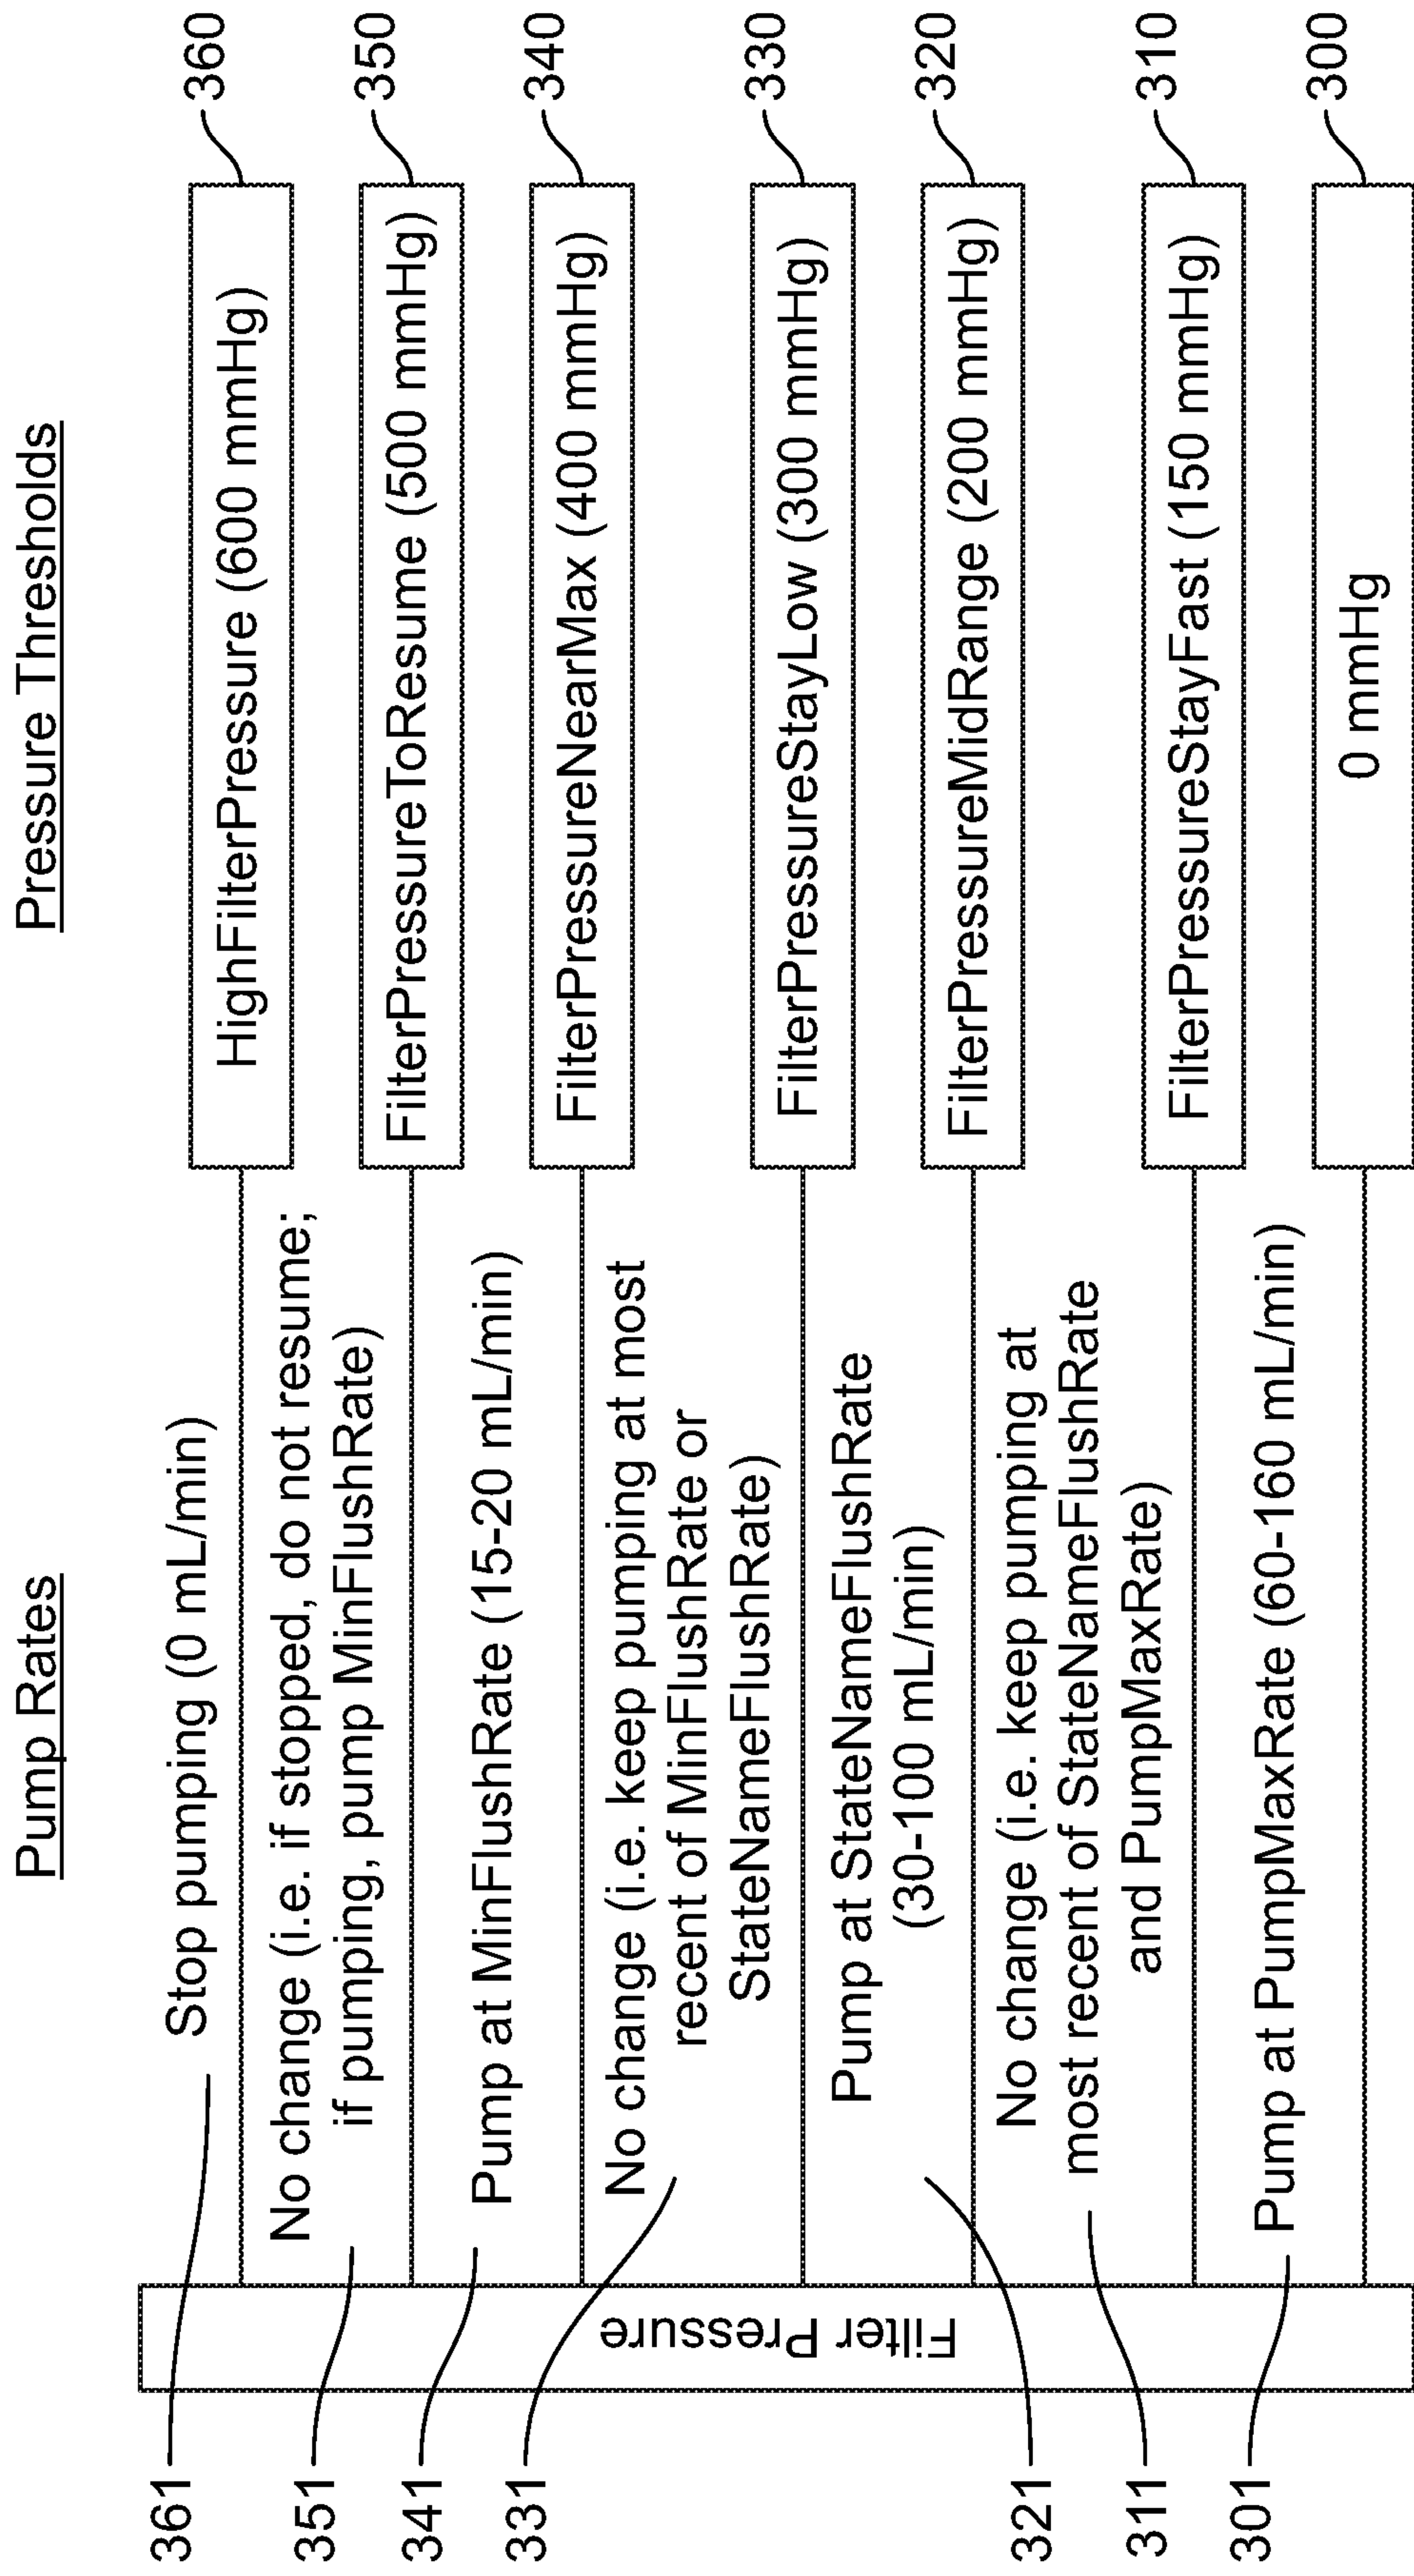 Pump Rates
Pressure Thresholds
361
Stop pumping (0 mL/min)
HighFilterPressure (600 mmHg)
360
351
No change (i.e. if stopped, do not resume;
if pumping, pump MinFlushRate)
FilterPressureToResume (500 mmHg)
350
341
Pump at MinFlushRate (15-20 mL/min)
FilterPressureNearMax (400 mmHg)
340
331
No change (i.e. keep pumping at most
recent of MinFlushRate or
StateNameFlushRate)
FilterPressureStayLow (300 mmHg)
330
321
Pump at StateNameFlushRate
(30-100 mL/min)
FilterPressureMidRange (200 mmHg)
320
311
No change (i.e. keep pumping at
most recent of StateNameFlushRate
and PumpMaxRate)
FilterPressureStayFast (150 mmHg)
310
301
Pump at PumpMaxRate (60-160 mL/min)
0 mmHg
300
Filter Pressure